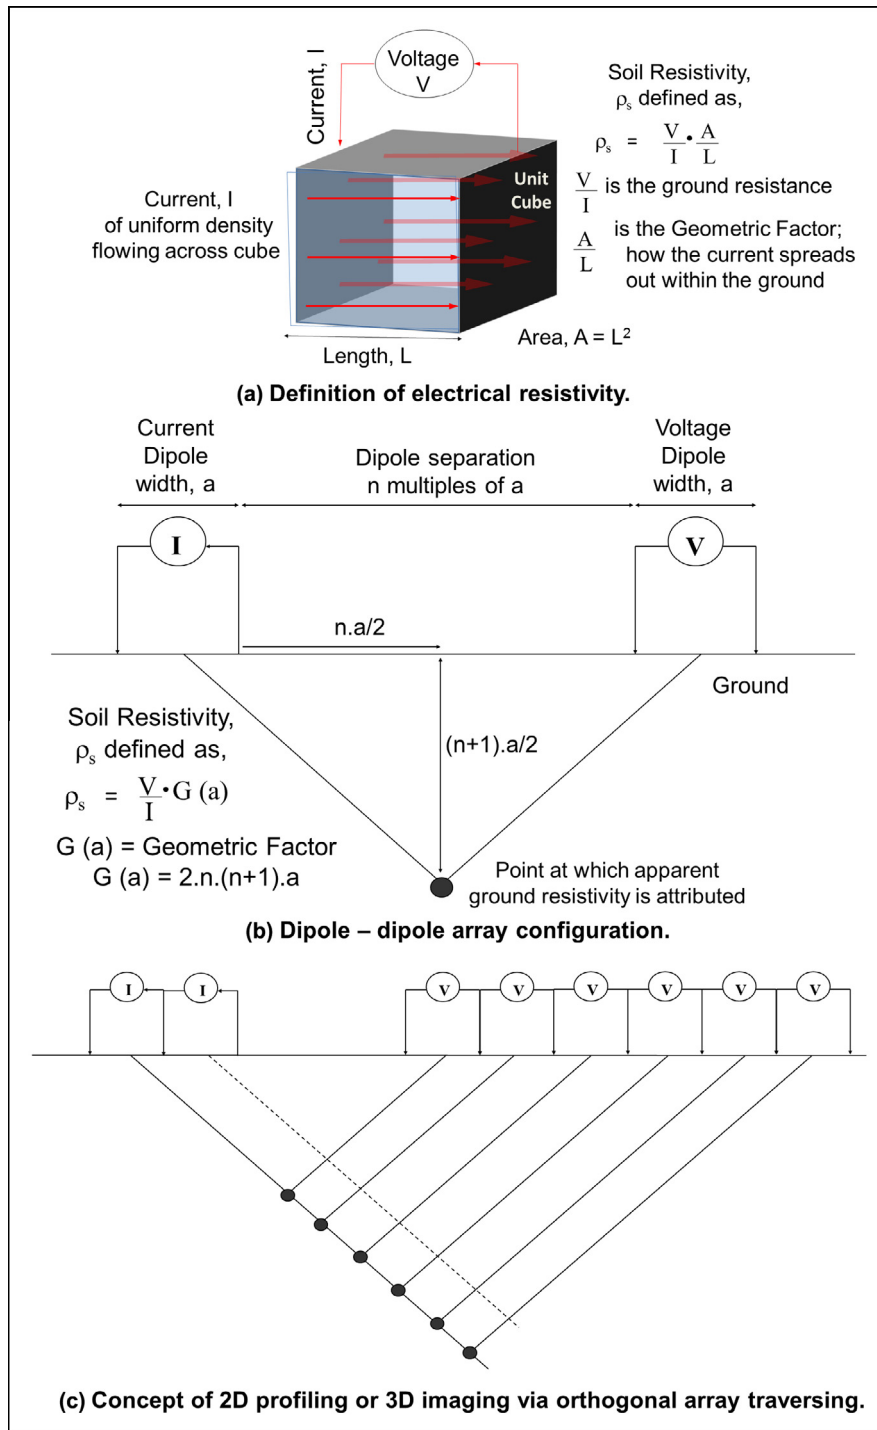 Current, I
Voltage
V
Soil Resistivity,
ρs defined as,
ρs = V/I · A/L
V/I is the ground resistance
A/L is the Geometric Factor;
how the current spreads
out within the ground
Unit
Cube
Current, I
of uniform density
flowing across cube
Length, L
Area, A = L²
(a) Definition of electrical resistivity.
Current
Dipole
width, a
Dipole separation
n multiples of a
Voltage
Dipole
width, a
I
V
n.a/2
Ground
(n+1).a/2
Soil Resistivity,
ρs defined as,
ρs = V/I · G (a)
G (a) = Geometric Factor
G (a) = 2.n.(n+1).a
Point at which apparent
ground resistivity is attributed
(b) Dipole – dipole array configuration.
I I V V V V V V
(c) Concept of 2D profiling or 3D imaging via orthogonal array traversing.